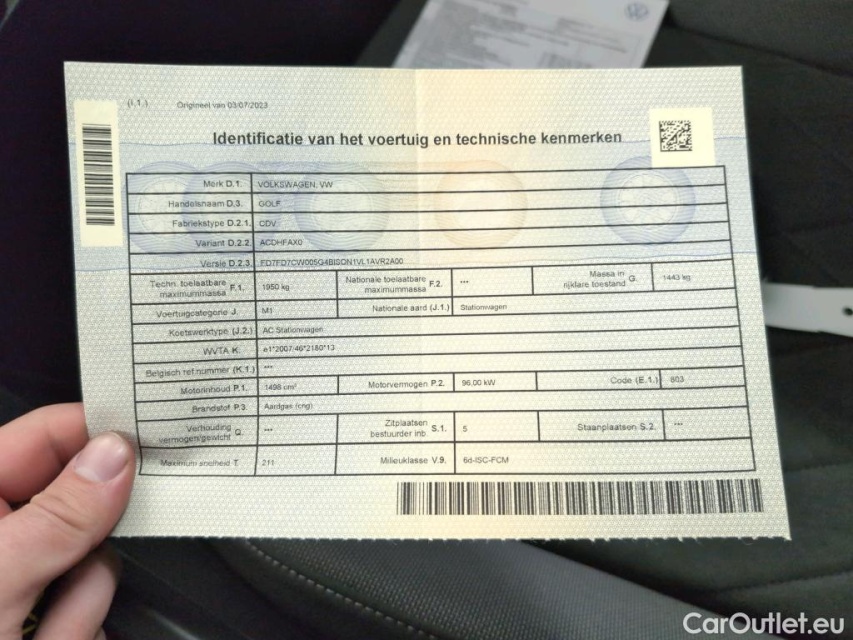 (I.1.) Origineel van 03/07/2023
Identificatie van het voertuig en technische kenmerken
Merk D.1. VOLKSWAGEN, VW
Handelsnaam D.3. GOLF
Fabriekstype D.2.1. CDV
Variant D.2.2. ACDHFAX0
Versie D.2.3. FD7FD7CW005G4BISON1VL1AVR2A00
Techn. toelaatbare maximummassa F.1. 1950 kg Nationale toelaatbare maximummassa F.2. *** Massa in rijklare toestand G. 1443 kg
Voertuigcategorie J. M1 Nationale aard (J.1.) Stationwagen
Koetswerktype (J.2.) AC Stationwagen
WVTA K. e1*2007/46*2180*13
Belgisch ref.nummer (K.1.) ***
Motorinhoud P.1. 1498 cm³ Motorvermogen P.2. 96,00 kW Code (E.1.) 803
Brandstof P.3. Aardgas (cng)
Verhouding vermogen/gewicht Q *** Zitplaatsen bestuurder inb. S.1. 5 Staanplaatsen S.2. ***
Maximum snelheid T 211 Milieuklasse V.9. 6d-ISC-FCM
CarOutlet.eu